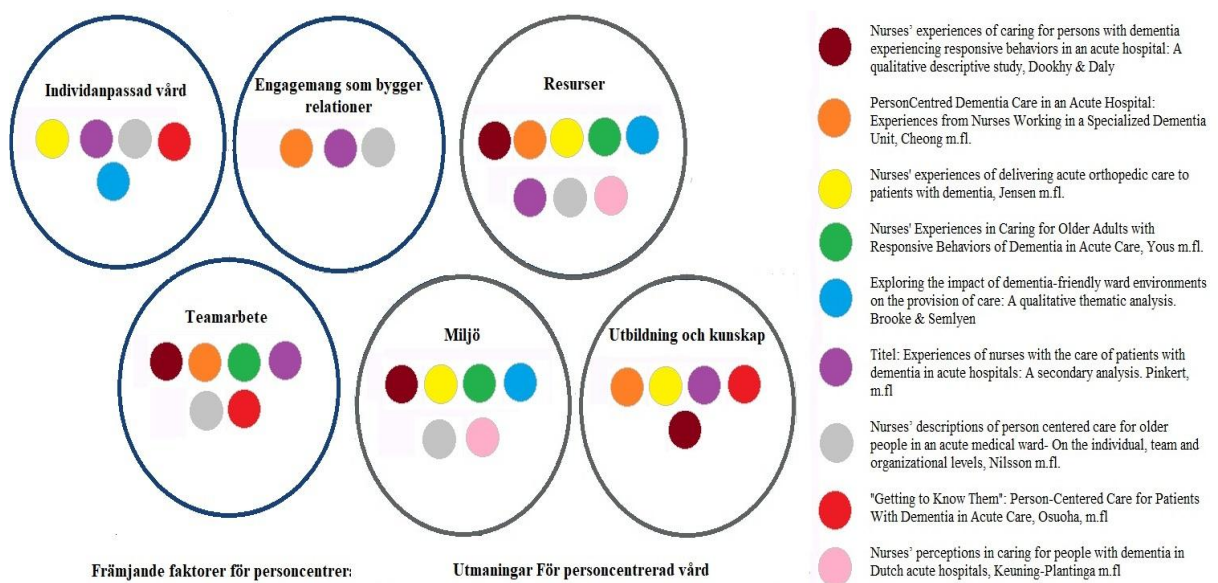 Individanpassad vård
Engagemang som bygger
relationer
Resurser
Teamarbete
Miljö
Utbildning och kunskap
Främjande faktorer för personcentrer
Utmaningar För personcentrerad vård
Nurses’ experiences of caring for persons with dementia
experiencing responsive behaviors in an acute hospital: A
qualitative descriptive study, Dookhy & Daly
PersonCentred Dementia Care in an Acute Hospital:
Experiences from Nurses Working in a Specialized Dementia
Unit, Cheong m.fl.
Nurses' experiences of delivering acute orthopedic care to
patients with dementia, Jensen m.fl.
Nurses' Experiences in Caring for Older Adults with
Responsive Behaviors of Dementia in Acute Care, Yous m.fl.
Exploring the impact of dementia-friendly ward environments
on the provision of care: A qualitative thematic analysis.
Brooke & Semlyen
Titel: Experiences of nurses with the care of patients with
dementia in acute hospitals: A secondary analysis. Pinkert,
m.fl
Nurses’ descriptions of person centered care for older
people in an acute medical ward- On the individual, team and
organizational levels, Nilsson m.fl.
"Getting to Know Them": Person-Centered Care for Patients
With Dementia in Acute Care, Osuoha, m.fl
Nurses’ perceptions in caring for people with dementia in
Dutch acute hospitals, Keuning-Plantinga m.fl